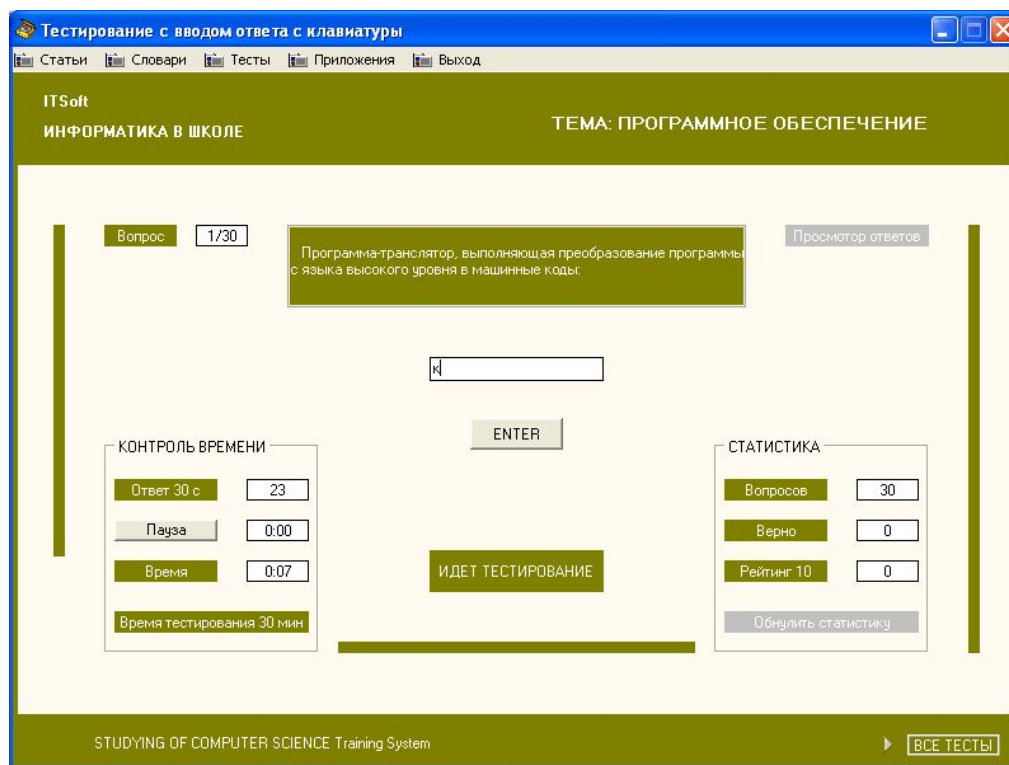 Тестирование с вводом ответа с клавиатуры
Статьи Словари Тесты Приложения Выход
ITSoft
ИНФОРМАТИКА В ШКОЛЕ
ТЕМА: ПРОГРАММНОЕ ОБЕСПЕЧЕНИЕ
Вопрос 1/30
Программа-транслятор, выполняющая преобразование программы
с языка высокого уровня в машинные коды:
Просмотор ответов
к
ENTER
КОНТРОЛЬ ВРЕМЕНИ
Ответ 30 с 23
Пауза 0:00
Время 0:07
Время тестирования 30 мин
ИДЕТ ТЕСТИРОВАНИЕ
СТАТИСТИКА
Вопросов 30
Верно 0
Рейтинг 10 0
Обнулить статистику
STUDYING OF COMPUTER SCIENCE Training System
ВСЕ ТЕСТЫ